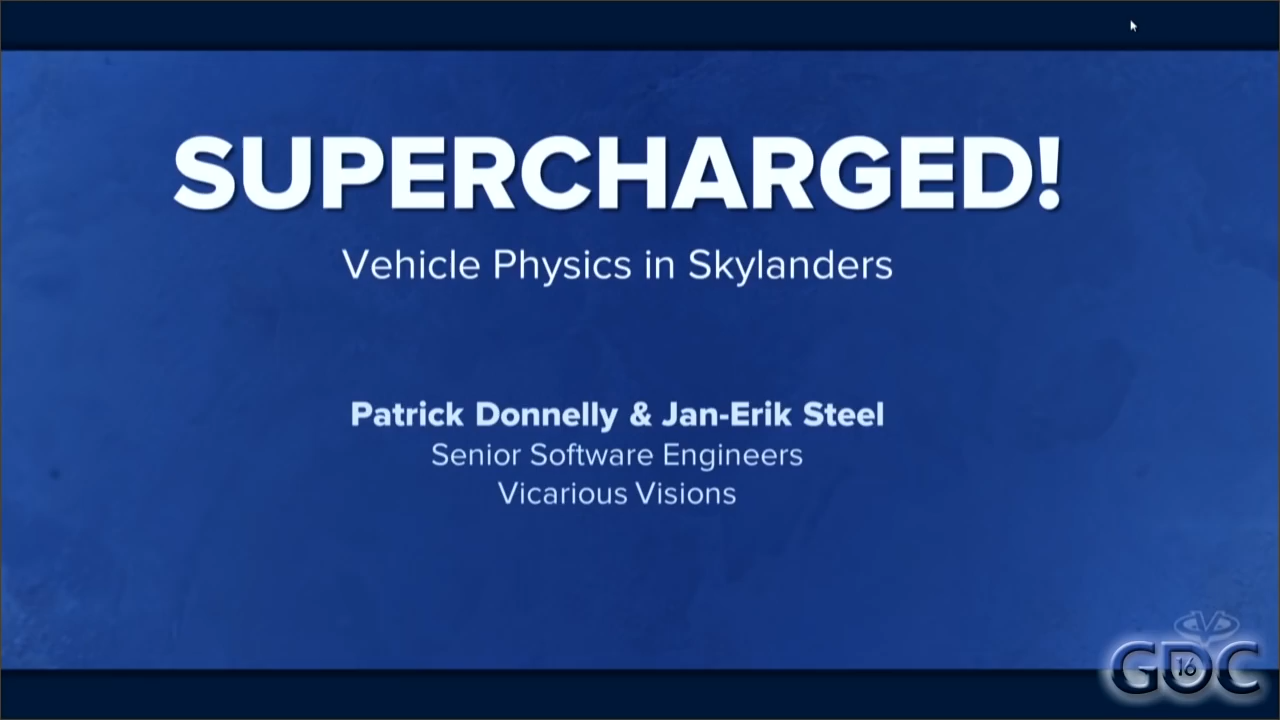 SUPERCHARGED!
Vehicle Physics in Skylanders
Patrick Donnelly & Jan-Erik Steel
Senior Software Engineers
Vicarious Visions
GDC
16